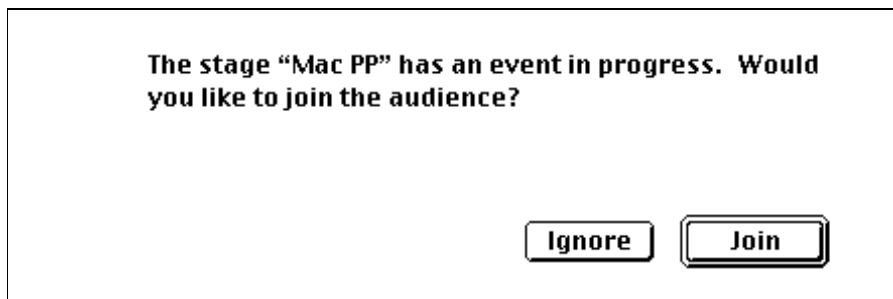 The stage “Mac PP” has an event in progress.  Would
you like to join the audience?
Ignore Join